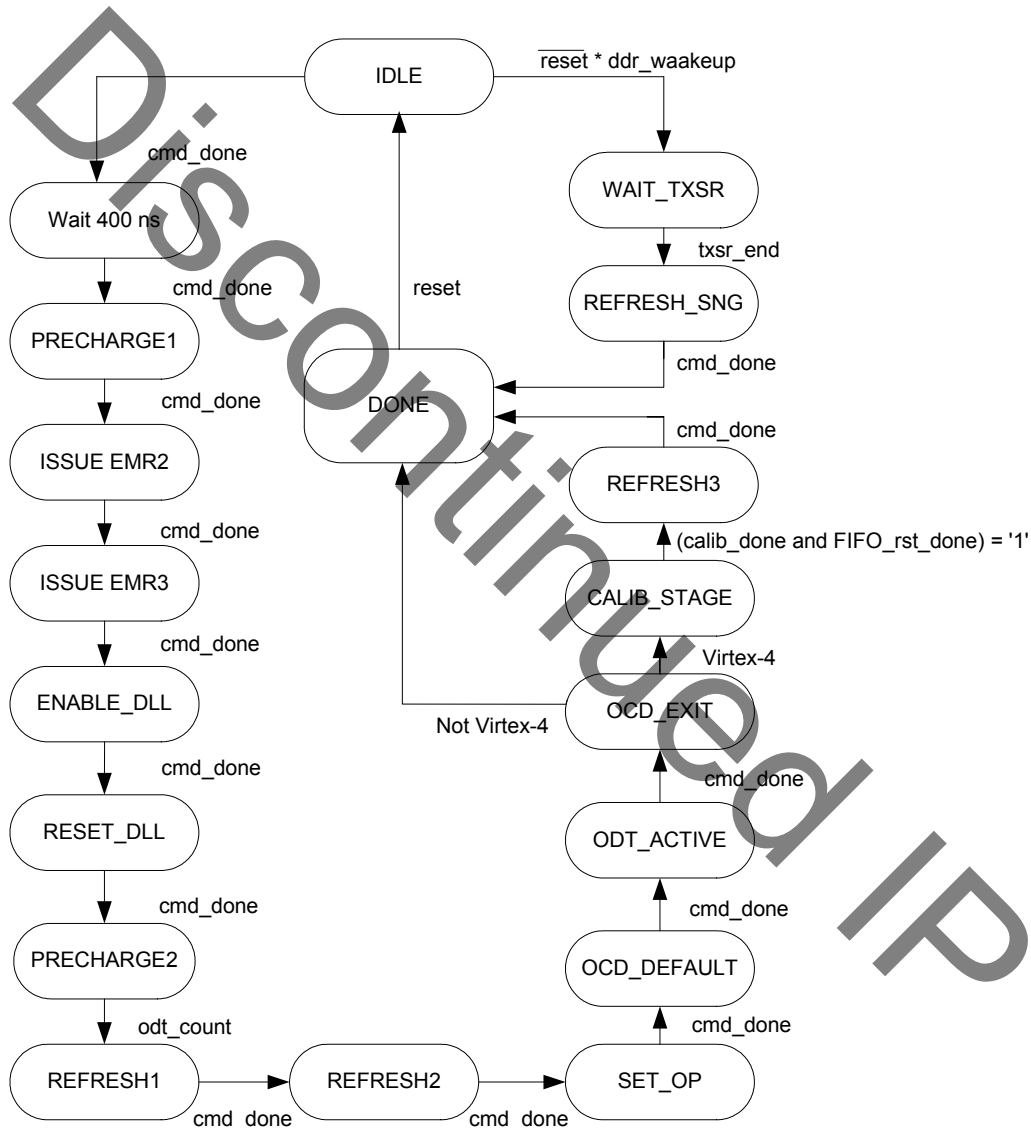 IDLE
reset * ddr_waakeup
cmd_done
WAIT_TXSR
Wait 400 ns
txsr_end
cmd_done
reset
REFRESH_SNG
PRECHARGE1
cmd_done
cmd_done
DONE
cmd_done
ISSUE EMR2
REFRESH3
cmd_done
(calib_done and FIFO_rst_done) = '1'
ISSUE EMR3
CALIB_STAGE
cmd_done
Virtex-4
ENABLE_DLL
OCD_EXIT
Not Virtex-4
cmd_done
cmd_done
RESET_DLL
ODT_ACTIVE
cmd_done
cmd_done
PRECHARGE2
OCD_DEFAULT
odt_count
cmd_done
REFRESH1
REFRESH2
SET_OP
cmd_done
cmd_done
Discontinued IP